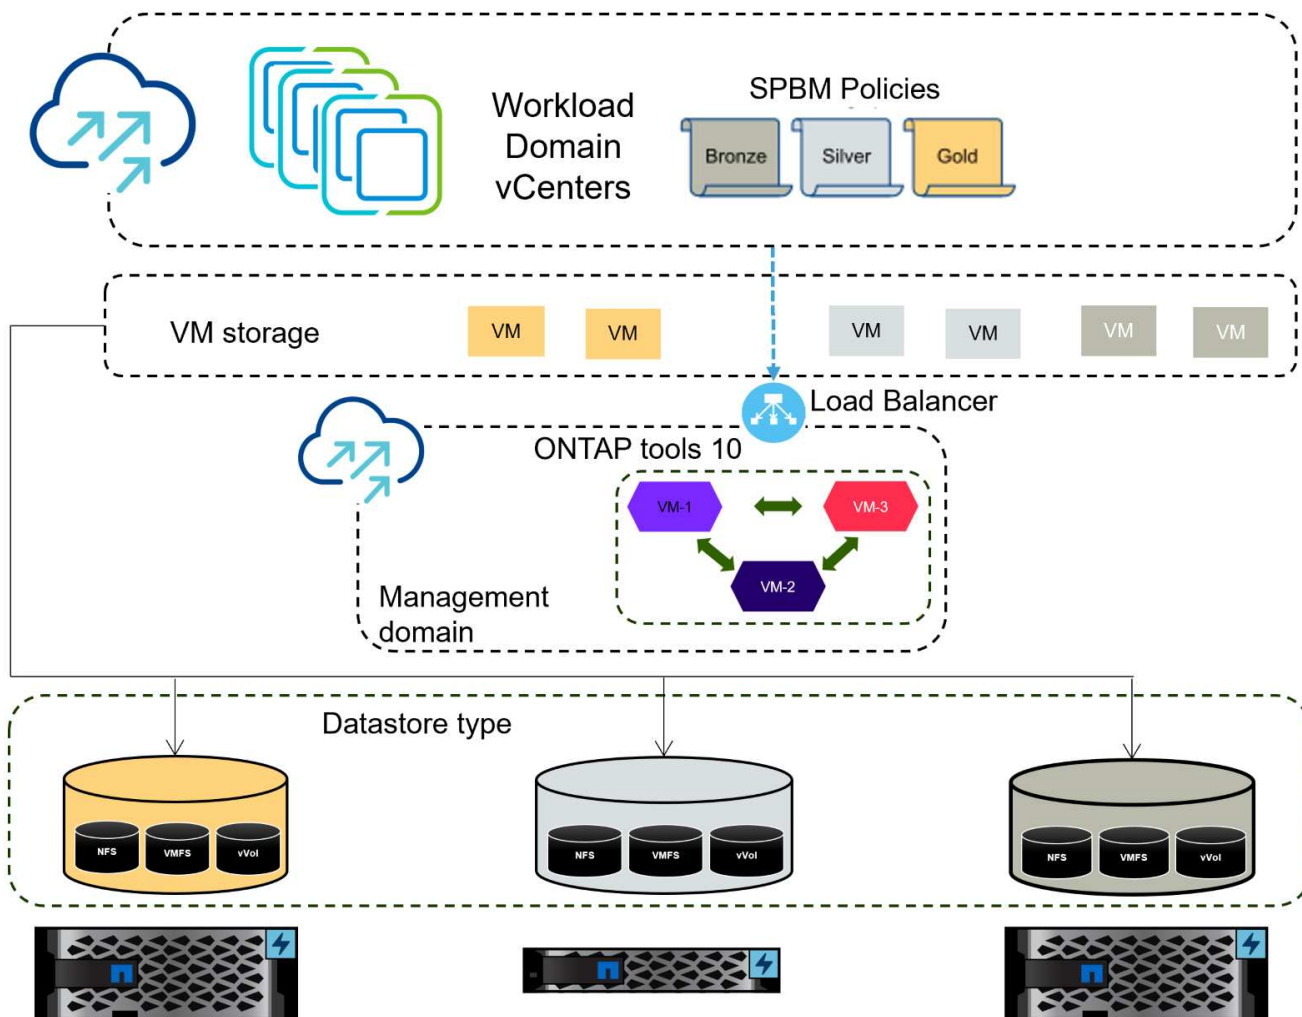 SPBM Policies
Workload
Domain
vCenters
Bronze
Silver
Gold
VM storage
VM
VM
VM
VM
VM
VM
Load Balancer
ONTAP tools 10
VM-1
VM-3
VM-2
Management
domain
Datastore type
NFS
VMFS
vVol
NFS
VMFS
vVol
NFS
VMFS
vVol